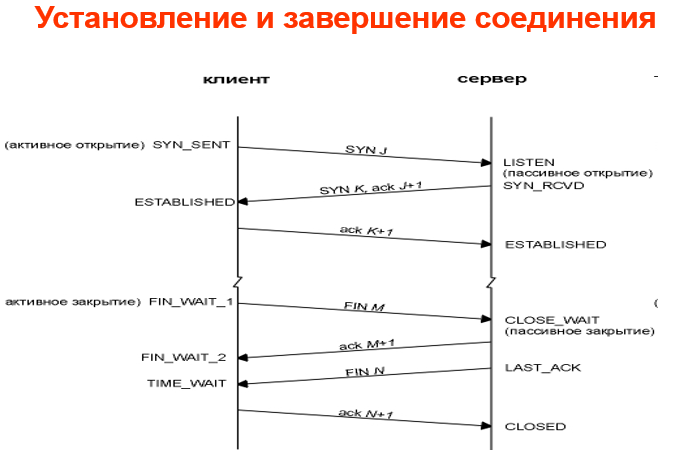 Установление и завершение соединения
клиент
сервер
(активное открытие) SYN_SENT
SYN J
LISTEN
(пассивное открытие)
SYN_RCVD
SYN K, ack J+1
ESTABLISHED
ack K+1
ESTABLISHED
активное закрытие) FIN_WAIT_1
(
FIN M
CLOSE_WAIT
(пассивное закрытие)
ack M+1
FIN_WAIT_2
LAST_ACK
FIN N
TIME_WAIT
ack N+1
CLOSED